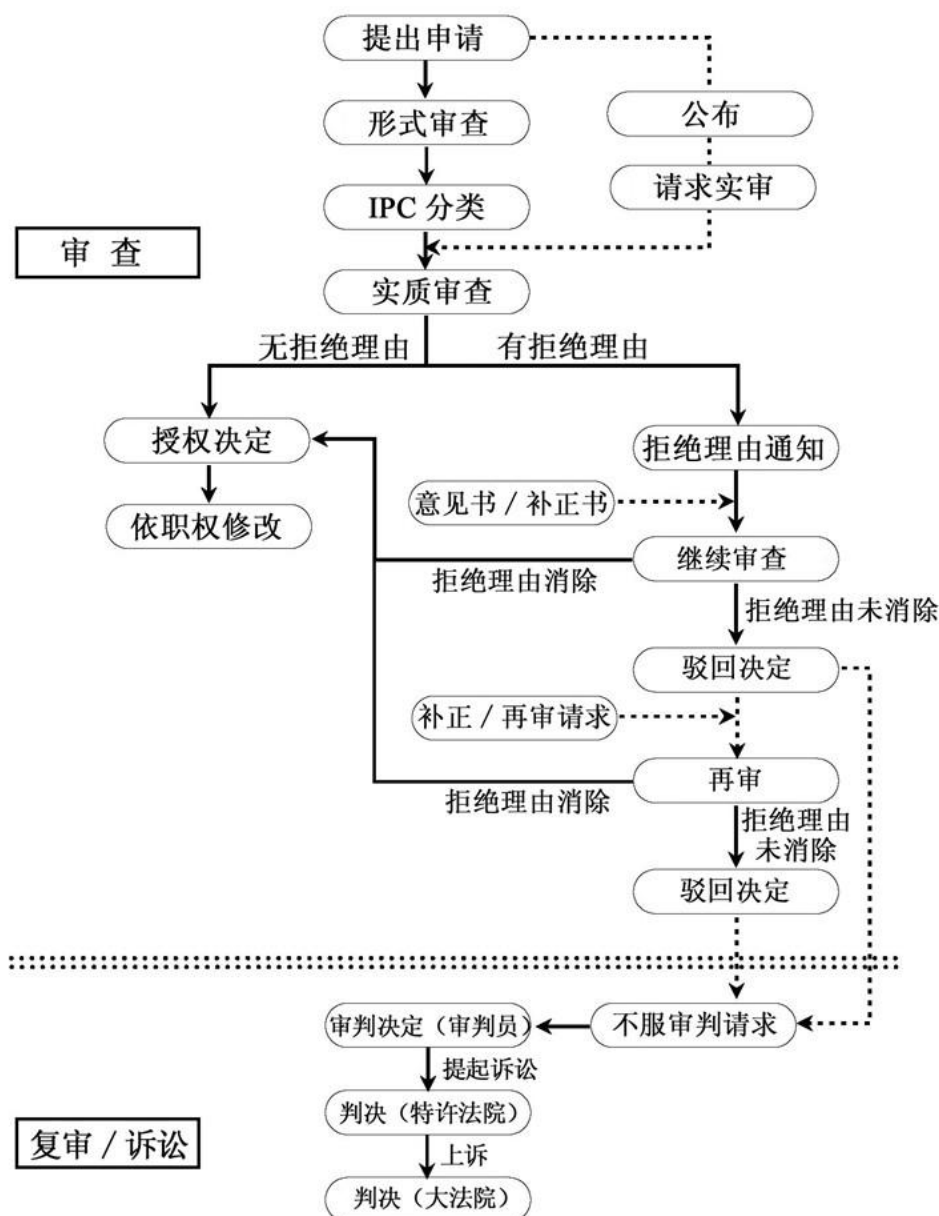 提出申请
形式审查
公布
请求实审
IPC 分类
审 查
实质审查
无拒绝理由
有拒绝理由
授权决定
拒绝理由通知
意见书 / 补正书
依职权修改
继续审查
拒绝理由消除
拒绝理由未消除
驳回决定
补正 / 再审请求
再审
拒绝理由消除
拒绝理由
未消除
驳回决定
审判决定（审判员）
不服审判请求
提起诉讼
判决（特许法院）
复审 / 诉讼
上诉
判决（大法院）